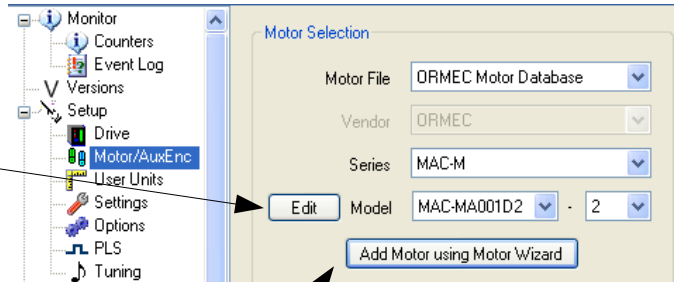 Monitor
Counters
Event Log
Versions
Setup
Drive
Motor/AuxEnc
User Units
Settings
Options
PLS
Tuning
Motor Selection
Motor File ORMEC Motor Database
Vendor ORMEC
Series MAC-M
Edit Model MAC-MA001D2 - 2
Add Motor using Motor Wizard